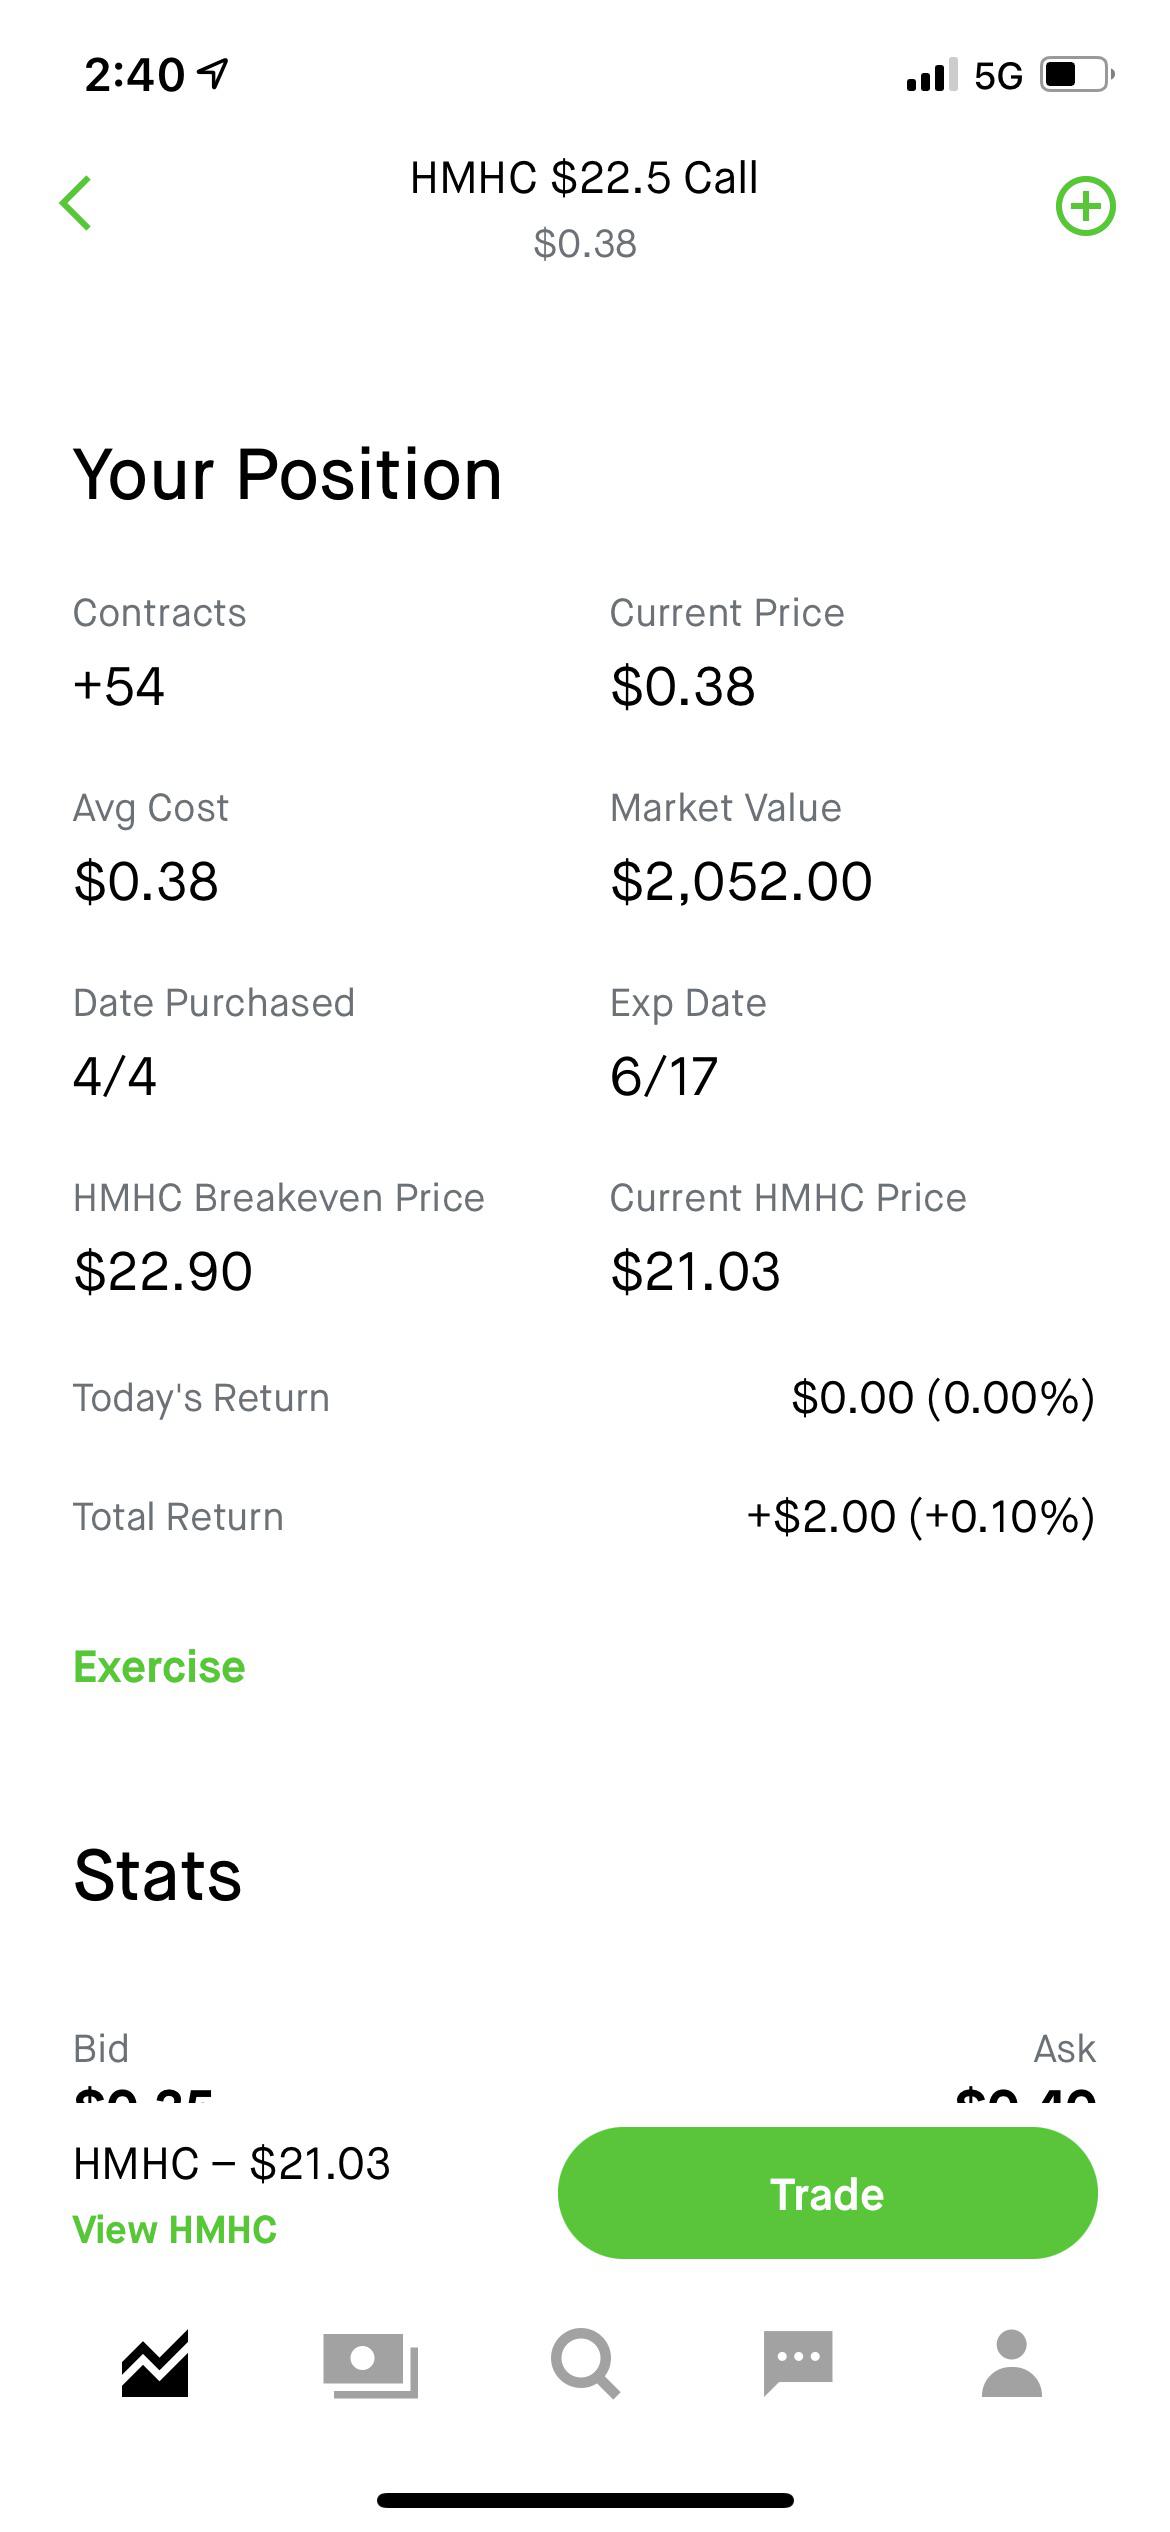 2:40
5G
HMHC $22.5 Call
$0.38
Your Position
Contracts
Current Price
+54
$0.38
Avg Cost
Market Value
$0.38
$2,052.00
Date Purchased
Exp Date
4/4
6/17
HMHC Breakeven Price
Current HMHC Price
$22.90
$21.03
Today's Return
$0.00 (0.00%)
Total Return
+$2.00 (+0.10%)
Exercise
Stats
Bid
Ask
HMHC – $21.03
View HMHC
Trade